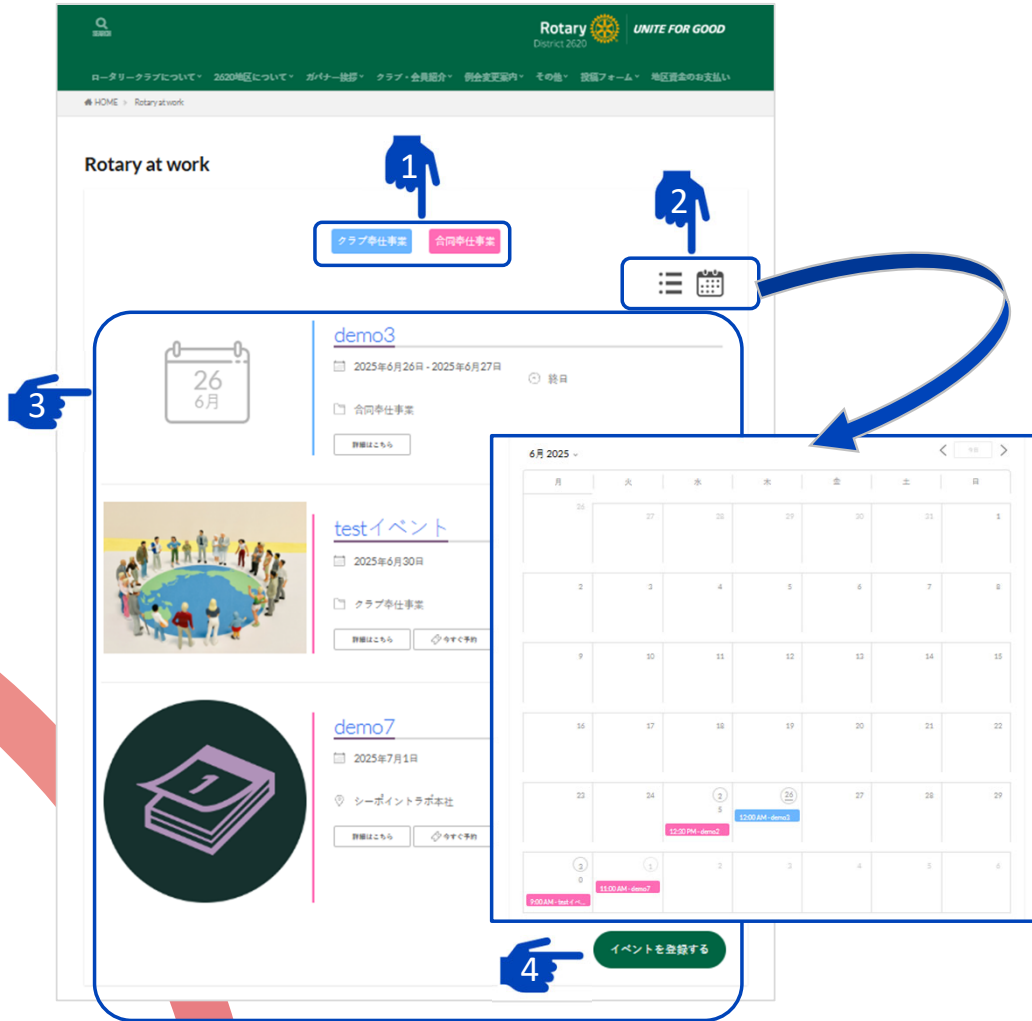 Rotary
District 2620
UNITE FOR GOOD
ロータリークラブについて 2620地区について ガバナー挨拶 クラブ・会員紹介 例会変更案内 その他 投稿フォーム 地区資金のお支払い
HOME > Rotary at work
Rotary at work
1
2
クラブ奉仕事業 合同奉仕事業
3
26
6月
demo3
2025年6月26日 - 2025年6月27日
終日
合同奉仕事業
詳細はこちら
testイベント
2025年6月30日
クラブ奉仕事業
詳細はこちら 今すぐ予約
1
demo7
2025年7月1日
シーポイントラボ本社
詳細はこちら 今すぐ予約
6月 2025
月 火 水 木 金 土 日
26 27 28 29 30 31 1
2 3 4 5 6 7 8
9 10 11 12 13 14 15
16 17 18 19 20 21 22
23 24 2 26 27 28 29
5
12:30 PM - demo2 12:00 AM - demo3
3 1 2 3 4 5 6
0
9:00 AM - test イベ... 11:00 AM - demo7
4
イベントを登録する